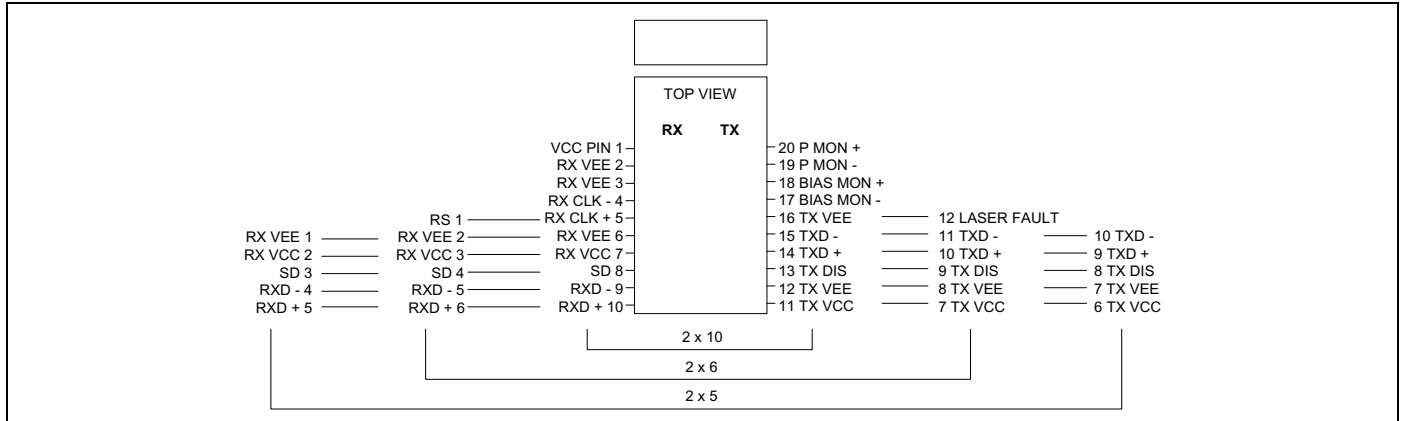 TOP VIEW
RX TX
VCC PIN 1 20 P MON +
RX VEE 2 19 P MON -
RX VEE 3 18 BIAS MON +
RX CLK - 4 17 BIAS MON -
RS 1 RX CLK + 5 16 TX VEE 12 LASER FAULT
RX VEE 1 RX VEE 2 RX VEE 6 15 TXD - 11 TXD - 10 TXD -
RX VCC 2 RX VCC 3 RX VCC 7 14 TXD + 10 TXD + 9 TXD +
SD 3 SD 4 SD 8 13 TX DIS 9 TX DIS 8 TX DIS
RXD - 4 RXD - 5 RXD - 9 12 TX VEE 8 TX VEE 7 TX VEE
RXD + 5 RXD + 6 RXD + 10 11 TX VCC 7 TX VCC 6 TX VCC
2 x 10
2 x 6
2 x 5